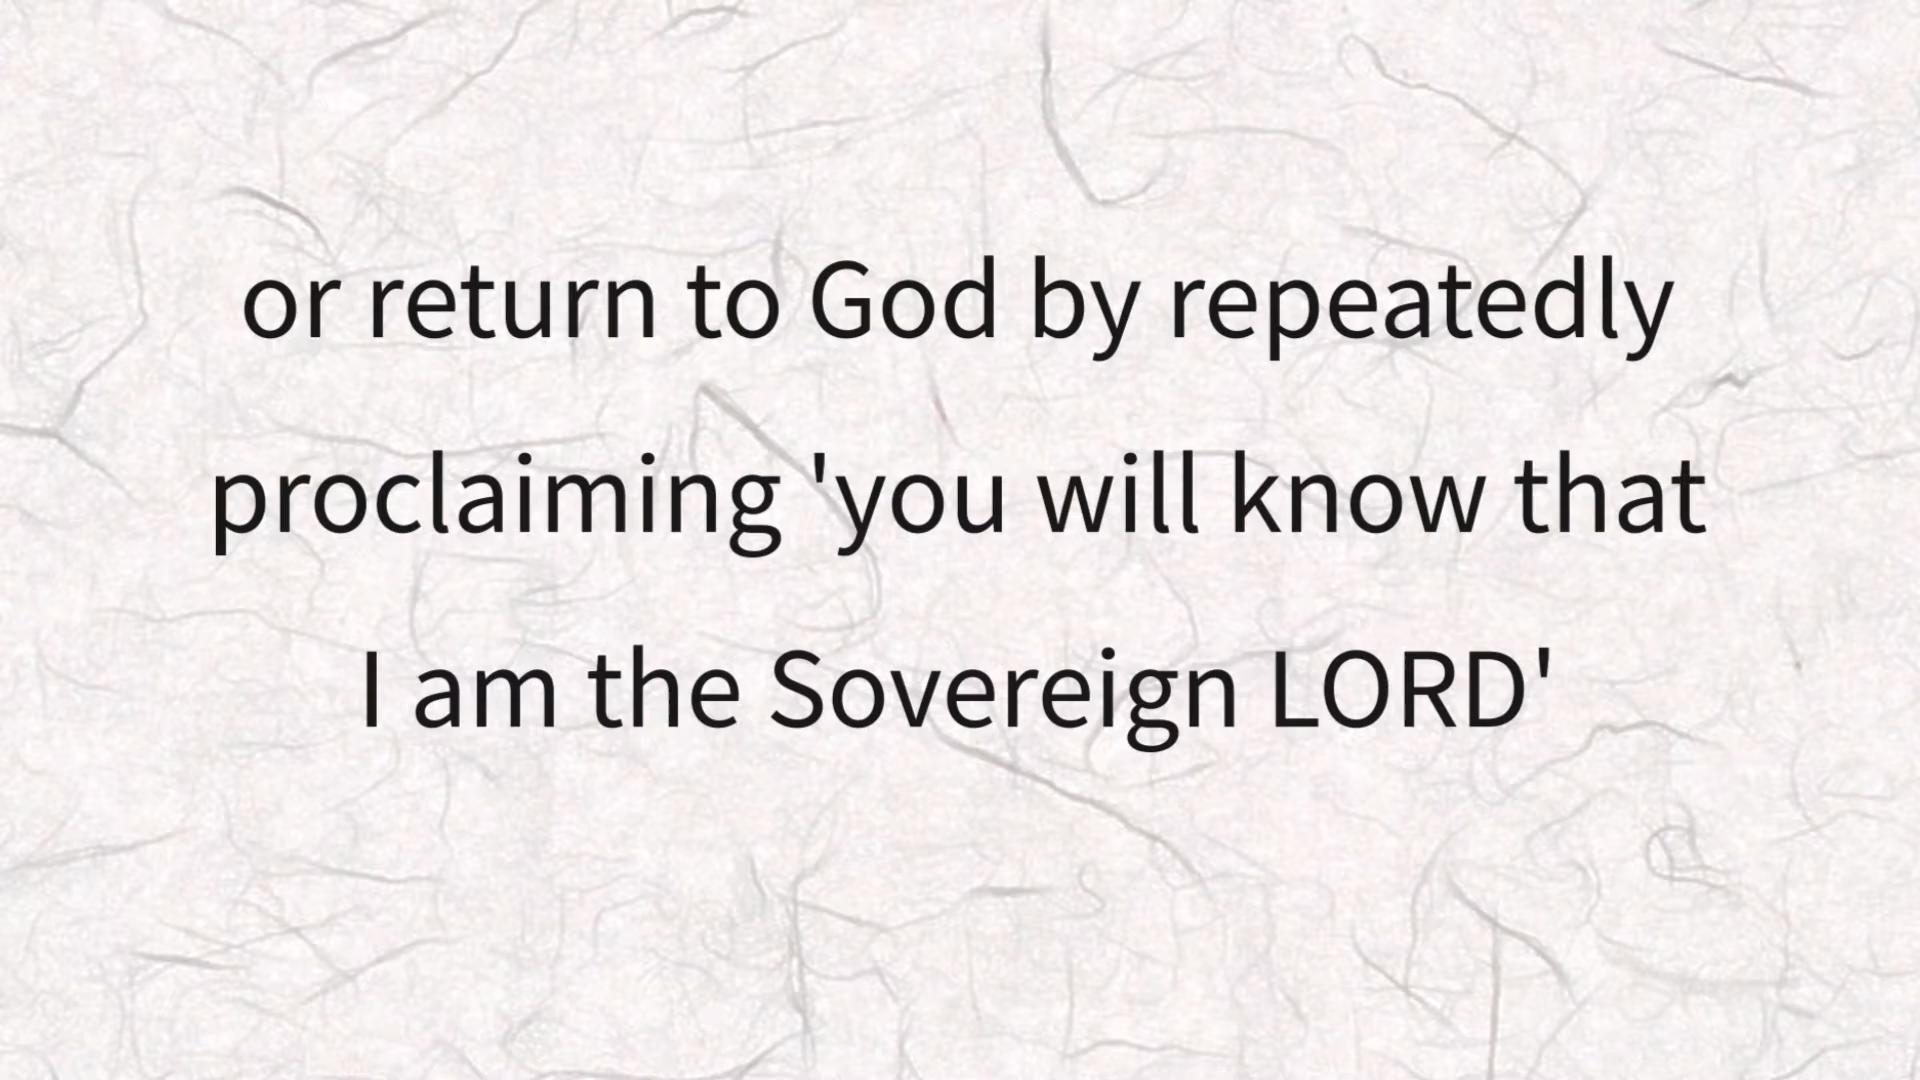 or return to God by repeatedly
proclaiming 'you will know that
I am the Sovereign LORD'